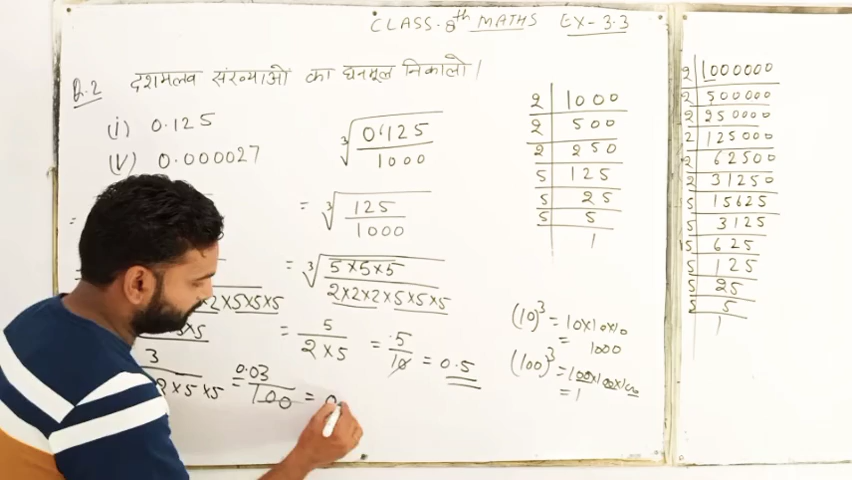 CLASS-8th MATHS EX-3.3
Q.2 दशमलव संख्याओं का घनमूल निकालो।
(i) 0.125
(V) 0.000027
∛(0.125/1000)
= ∛(125/1000)
= ∛(5×5×5/2×2×2×5×5×5)
= 5/2×5 = .5/10 = 0.5
2×5×5×5
×5
3/2×5×5 = 0.03/100 = 0
2 | 1000
2 | 500
2 | 250
5 | 125
5 | 25
5 | 5
1
(10)³ = 10×10×10
= 1000
(100)³ = 100×100×100
= 1
2 | 1000000
2 | 500000
2 | 250000
2 | 125000
2 | 62500
2 | 31250
5 | 15625
5 | 3125
5 | 625
5 | 125
5 | 25
5 | 5
1